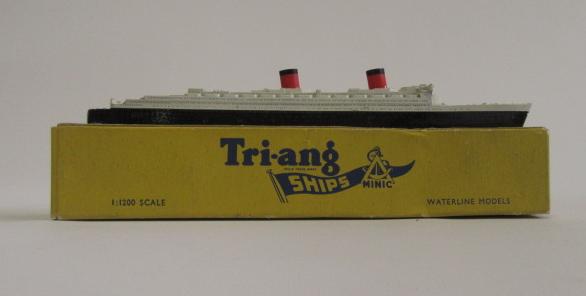 Tri-ang
SHIPS
MINIC
1:1200 SCALE
WATERLINE MODELS